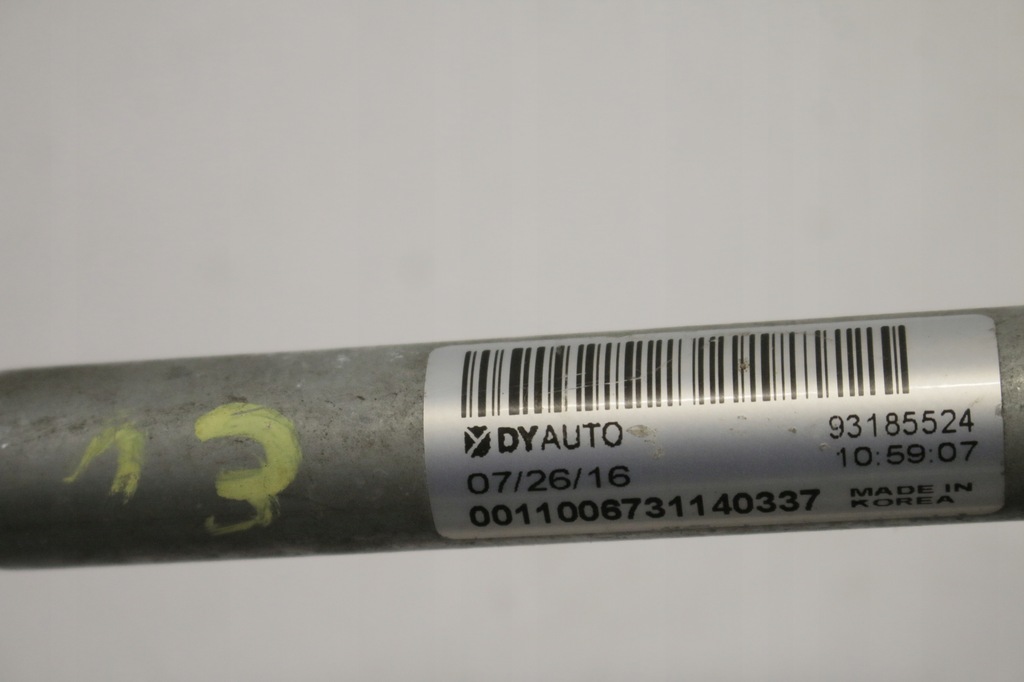 13
DYAUTO
93185524
07/26/16
10:59:07
0011006731140337
MADE IN
KOREA